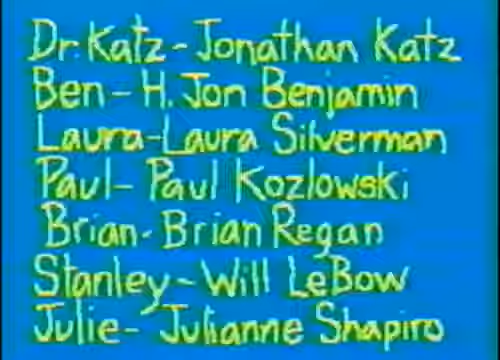 Dr. Katz - Jonathan Katz
Ben - H. Jon Benjamin
Laura - Laura Silverman
Paul - Paul Kozlowski
Brian - Brian Regan
Stanley - Will LeBow
Julie - Julianne Shapiro